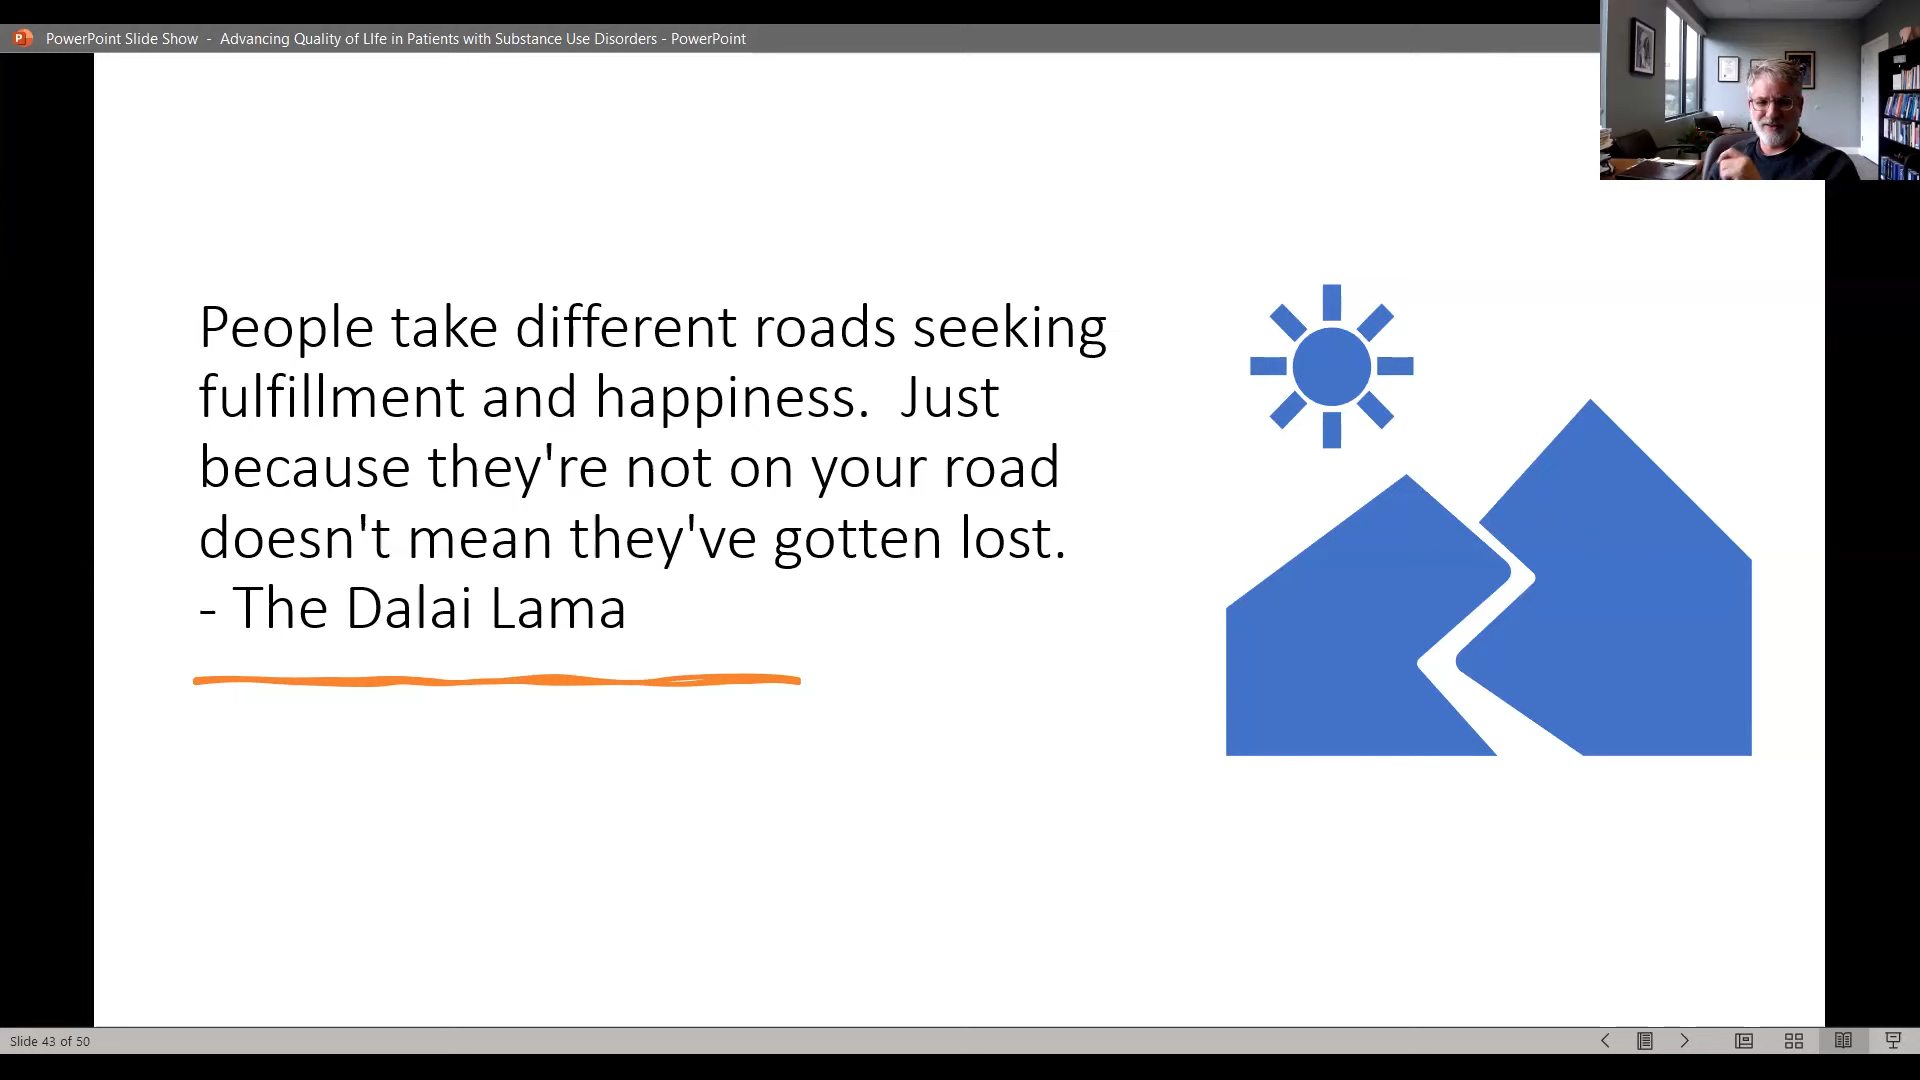 PowerPoint Slide Show - Advancing Quality of LIfe in Patients with Substance Use Disorders - PowerPoint
People take different roads seeking
fulfillment and happiness.  Just
because they're not on your road
doesn't mean they've gotten lost.
- The Dalai Lama
Slide 43 of 50